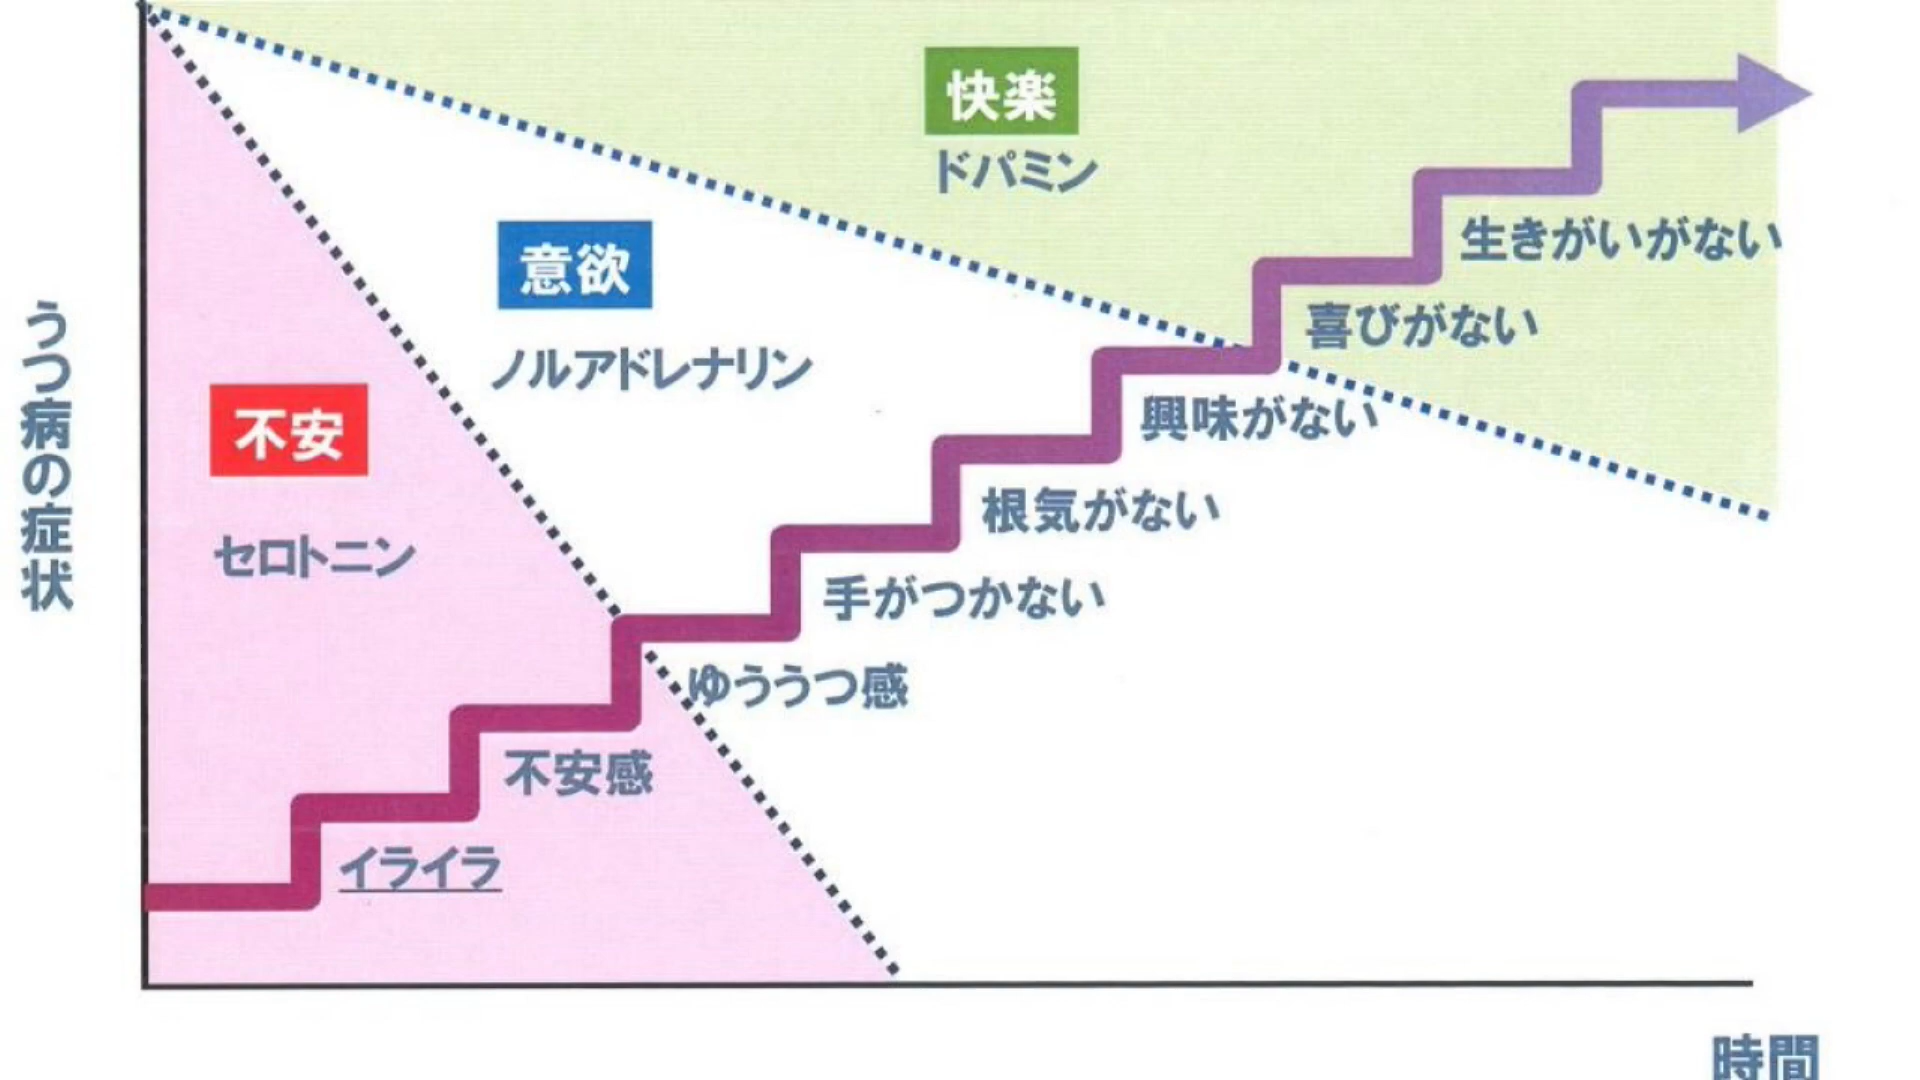 快楽
ドパミン
意欲
ノルアドレナリン
不安
セロトニン
うつ病の症状
生きがいがない
喜びがない
興味がない
根気がない
手がつかない
ゆううつ感
不安感
イライラ
時間